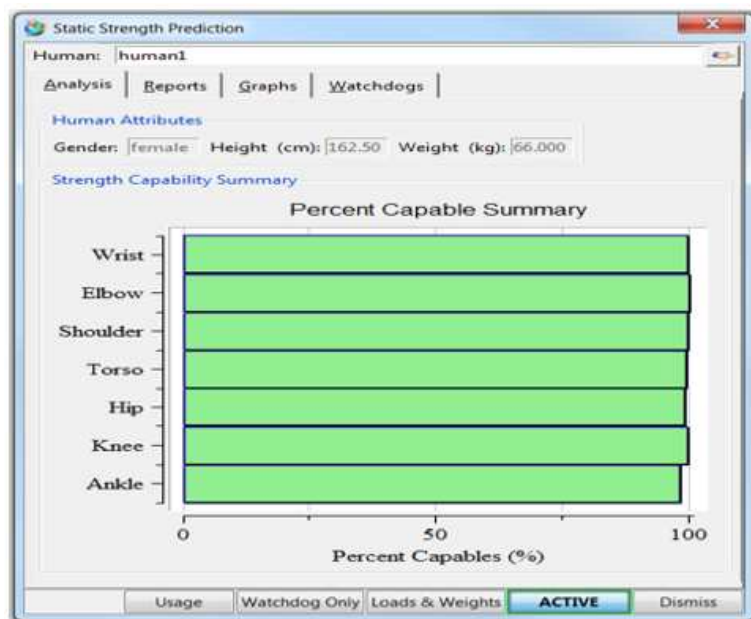 Static Strength Prediction
Human: human1
Analysis Reports Graphs Watchdogs
Human Attributes
Gender: female Height (cm): 162.50 Weight (kg): 66.000
Strength Capability Summary
Percent Capable Summary
Wrist
Elbow
Shoulder
Torso
Hip
Knee
Ankle
0 50 100
Percent Capables (%)
Usage Watchdog Only Loads & Weights ACTIVE Dismiss